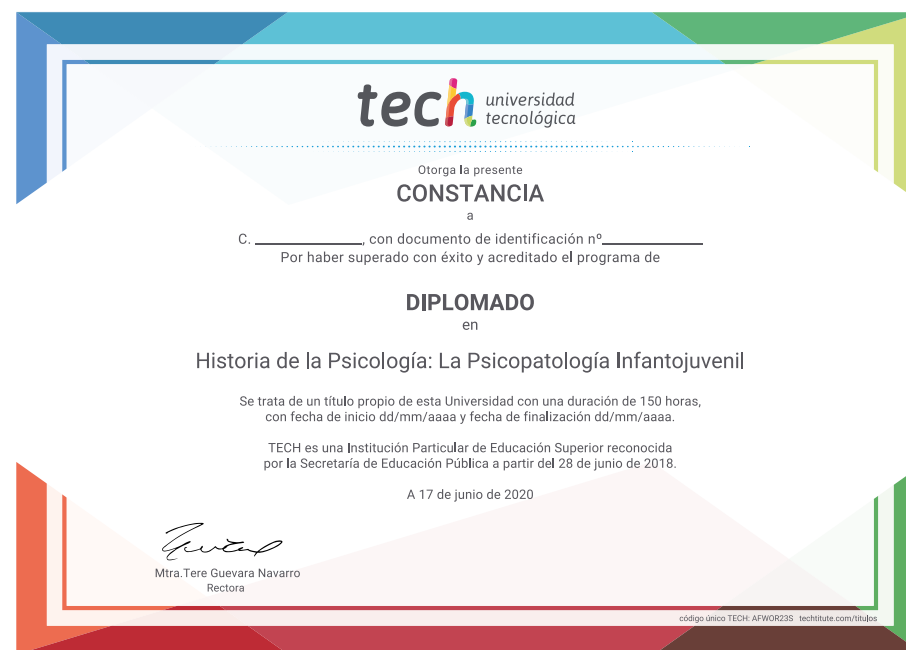 tech universidad
tecnológica
Otorga la presente
CONSTANCIA
a
C. ____________, con documento de identificación nº____________
Por haber superado con éxito y acreditado el programa de
DIPLOMADO
en
Historia de la Psicología: La Psicopatología Infantojuvenil
Se trata de un título propio de esta Universidad con una duración de 150 horas,
con fecha de inicio dd/mm/aaaa y fecha de finalización dd/mm/aaaa.
TECH es una Institución Particular de Educación Superior reconocida
por la Secretaría de Educación Pública a partir del 28 de junio de 2018.
A 17 de junio de 2020
Mtra.Tere Guevara Navarro
Rectora
código único TECH: AFWOR23S techtitute.com/titulos